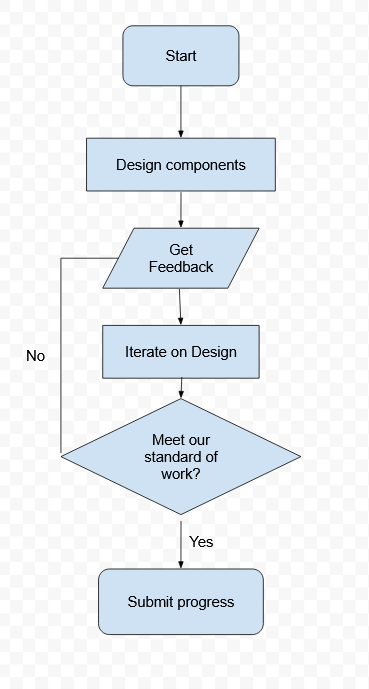 Start
Design components
Get
Feedback
Iterate on Design
No
Meet our
standard of
work?
Yes
Submit progress